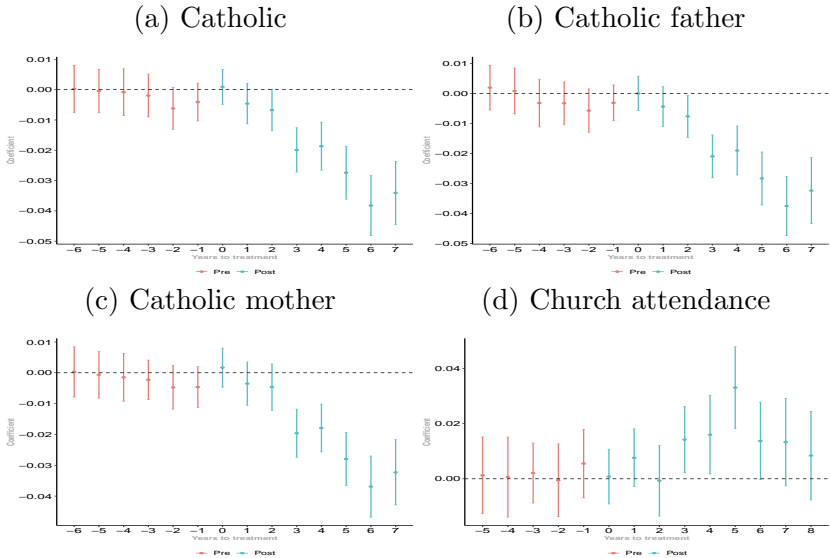 (a) Catholic
(b) Catholic father
0.01
0.00
−0.01
−0.02
−0.03
−0.04
−0.05
Coefficient
−6 −5 −4 −3 −2 −1 0 1 2 3 4 5 6 7
Years to treatment
Pre Post
0.01
0.00
−0.01
−0.02
−0.03
−0.04
−0.05
Coefficient
−6 −5 −4 −3 −2 −1 0 1 2 3 4 5 6 7
Years to treatment
Pre Post
(c) Catholic mother
(d) Church attendance
0.01
0.00
−0.01
−0.02
−0.03
−0.04
Coefficient
−6 −5 −4 −3 −2 −1 0 1 2 3 4 5 6 7
Years to treatment
Pre Post
0.04
0.02
0.00
Coefficient
−5 −4 −3 −2 −1 0 1 2 3 4 5 6 7 8
Years to treatment
Pre Post